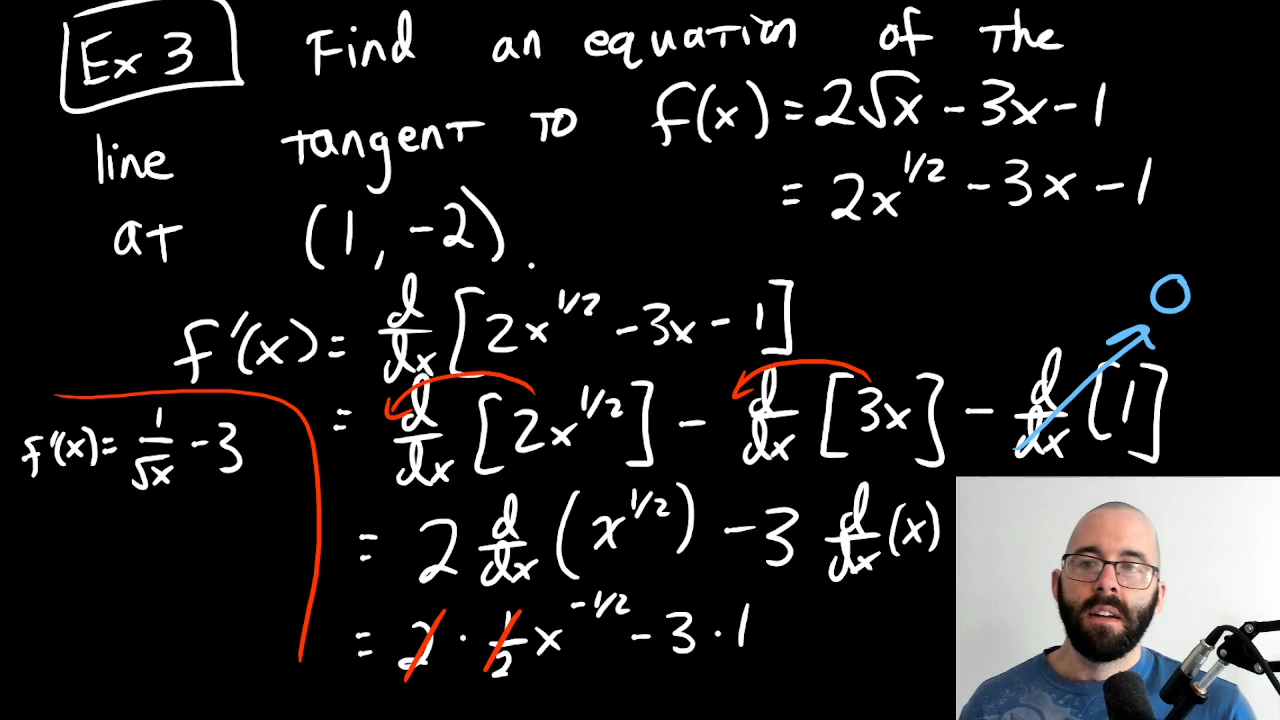 Ex 3 Find an equation of the
line tangent to f(x) = 2√x - 3x - 1
= 2x^{1/2} - 3x - 1
at (1, -2).
f'(x) = d/dx [2x^{1/2} - 3x - 1]
= d/dx [2x^{1/2}] - d/dx [3x] - d/dx [1] 0
f'(x) = 1/√x - 3
= 2 d/dx (x^{1/2}) - 3 d/dx (x)
= 2 · 1/2 x^{-1/2} - 3 · 1